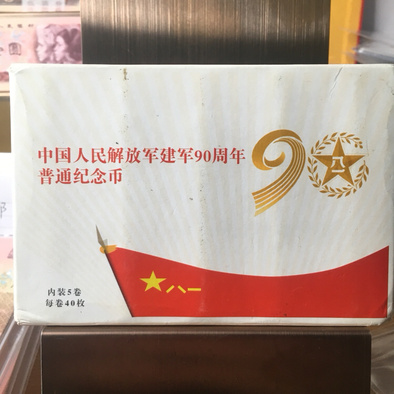 中国人民解放军建军90周年
普通纪念币
90
八一
八一
内装5卷
每卷40枚